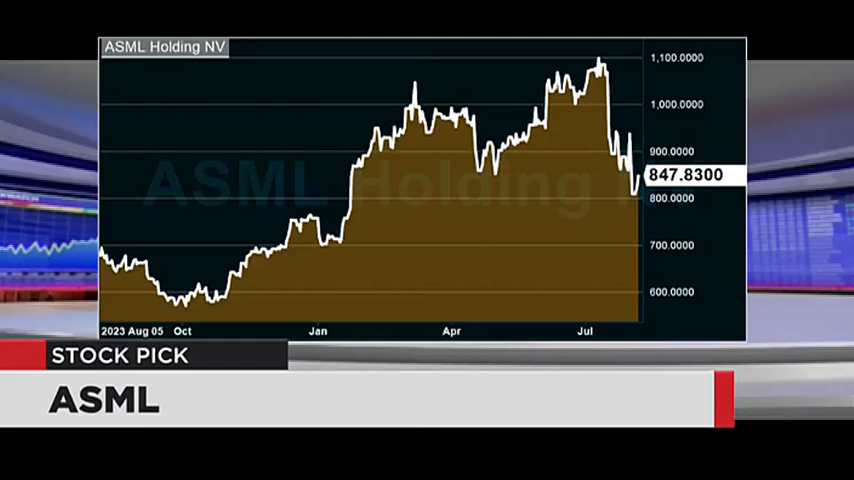 ASML Holding NV
1,100.0000
1,000.0000
900.0000
847.8300
ASML Holding NV
800.0000
700.0000
600.0000
2023 Aug 05 Oct Jan Apr Jul
STOCK PICK
ASML